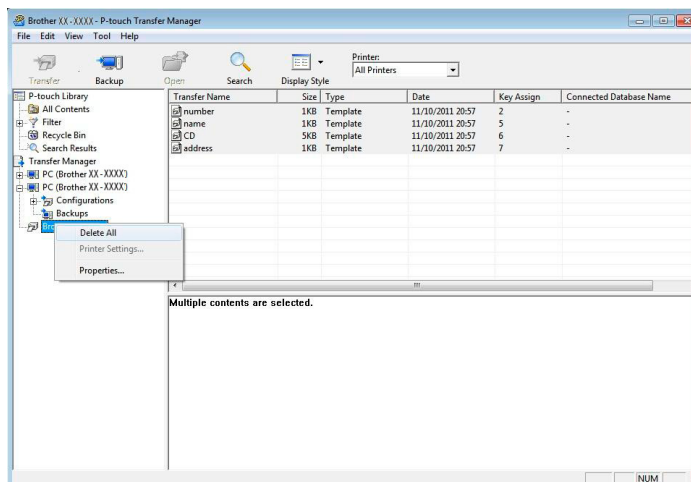 Brother XX-XXXX - P-touch Transfer Manager
File Edit View Tool Help
Transfer Backup Open Search Display Style
Printer:
All Printers
P-touch Library
All Contents
Filter
Recycle Bin
Search Results
Transfer Manager
PC (Brother XX-XXXX')
PC (Brother XX-XXXX')
Configurations
Backups
Bro
Delete All
Printer Settings...
Properties...
Transfer Name Size Type Date Key Assign Connected Database Name
number 1KB Template 11/10/2011 20:57 2 -
name 1KB Template 11/10/2011 20:57 5 -
CD 5KB Template 11/10/2011 20:57 6 -
address 1KB Template 11/10/2011 20:57 7 -
Multiple contents are selected.
NUM